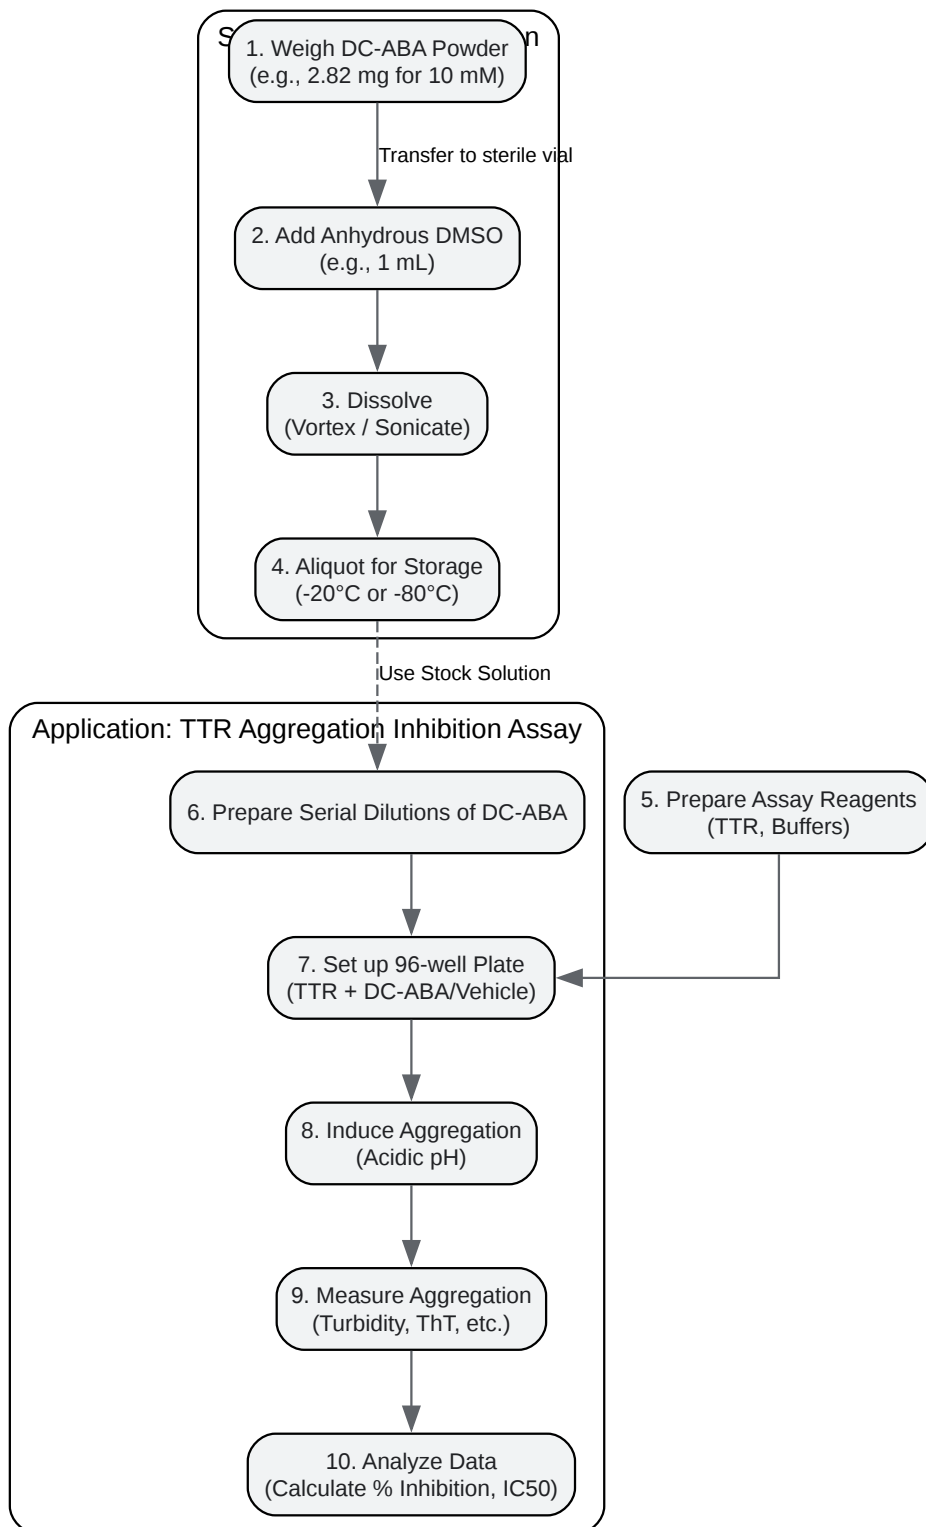 1. Weigh DC-ABA Powder
(e.g., 2.82 mg for 10 mM)
Transfer to sterile vial
2. Add Anhydrous DMSO
(e.g., 1 mL)
3. Dissolve
(Vortex / Sonicate)
4. Aliquot for Storage
(-20°C or -80°C)
Use Stock Solution
Application: TTR Aggregation Inhibition Assay
6. Prepare Serial Dilutions of DC-ABA
5. Prepare Assay Reagents
(TTR, Buffers)
7. Set up 96-well Plate
(TTR + DC-ABA/Vehicle)
8. Induce Aggregation
(Acidic pH)
9. Measure Aggregation
(Turbidity, ThT, etc.)
10. Analyze Data
(Calculate % Inhibition, IC50)